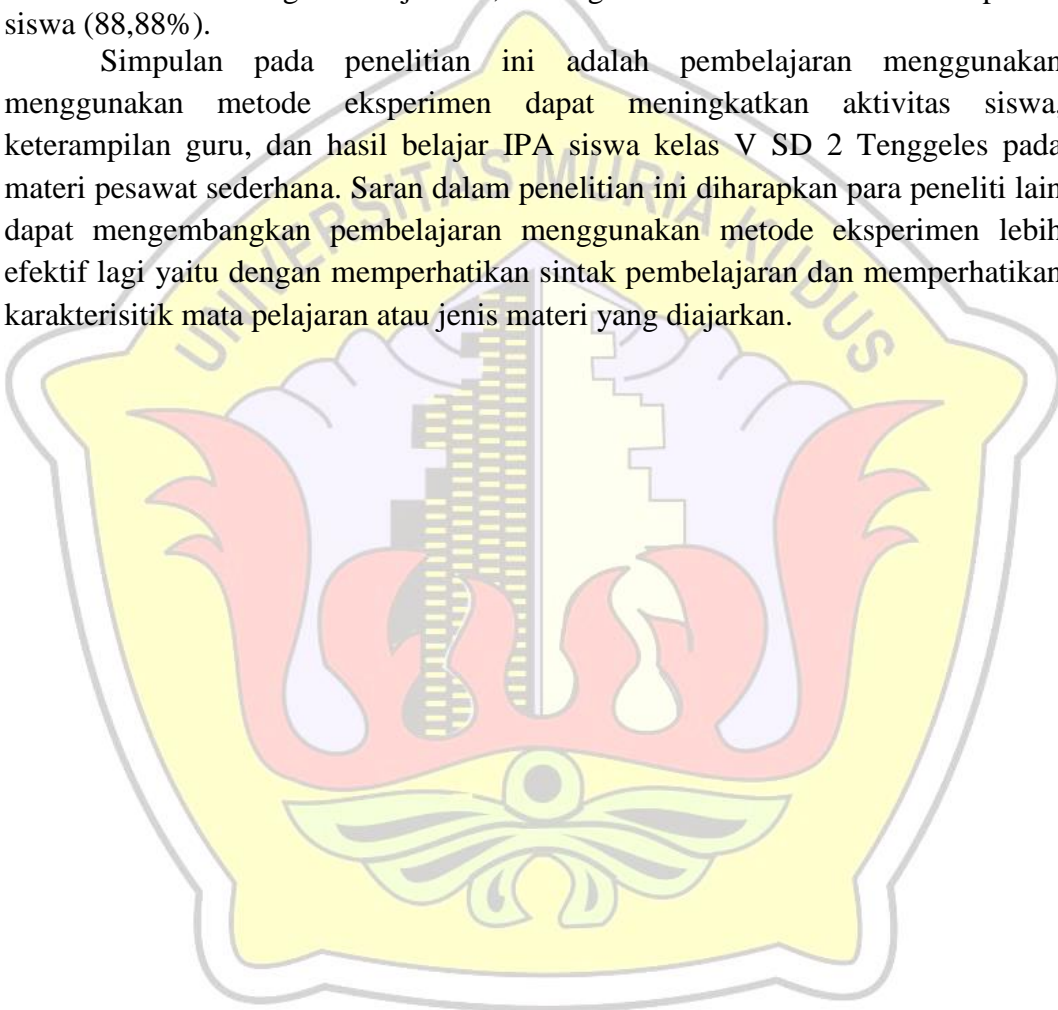 siswa (88,88%).
Simpulan pada penelitian ini adalah pembelajaran menggunakan
menggunakan metode eksperimen dapat meningkatkan aktivitas siswa,
keterampilan guru, dan hasil belajar IPA siswa kelas V SD 2 Tenggeles pada
materi pesawat sederhana. Saran dalam penelitian ini diharapkan para peneliti lain
dapat mengembangkan pembelajaran menggunakan metode eksperimen lebih
efektif lagi yaitu dengan memperhatikan sintak pembelajaran dan memperhatikan
karakterisitik mata pelajaran atau jenis materi yang diajarkan.
UNIVERSITAS MURIA KUDUS